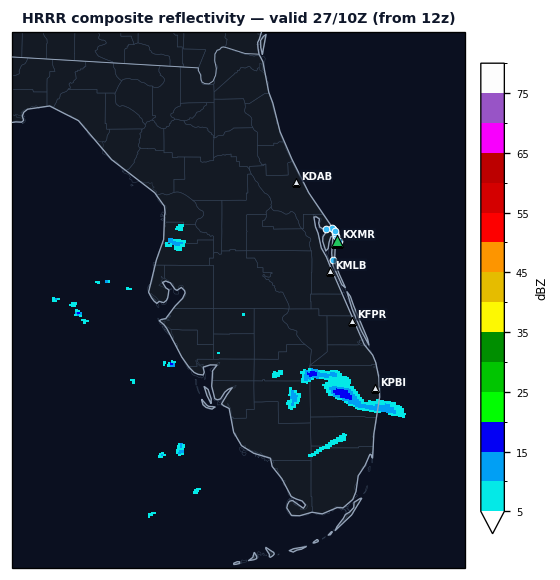 HRRR composite reflectivity — valid 27/10Z (from 12z)
KDAB
KXMR
KMLB
KFPR
KPBI
75
65
55
45
35
25
15
5
dBZ